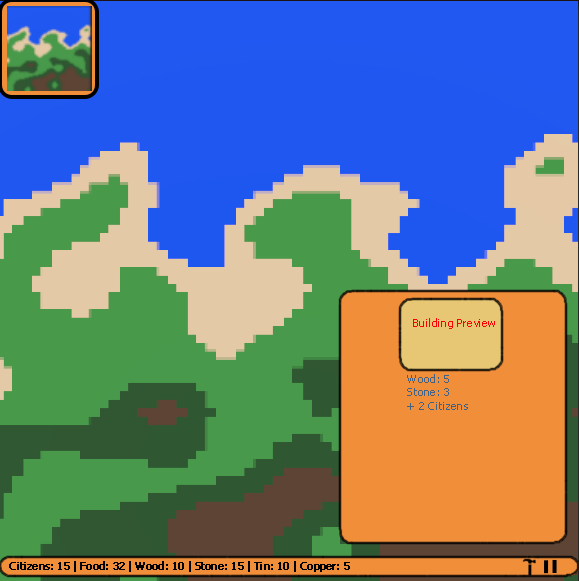 Building Preview
Wood: 5
Stone: 3
+ 2 Citizens
Citizens: 15 | Food: 32 | Wood: 10 | Stone: 15 | Tin: 10 | Copper: 5